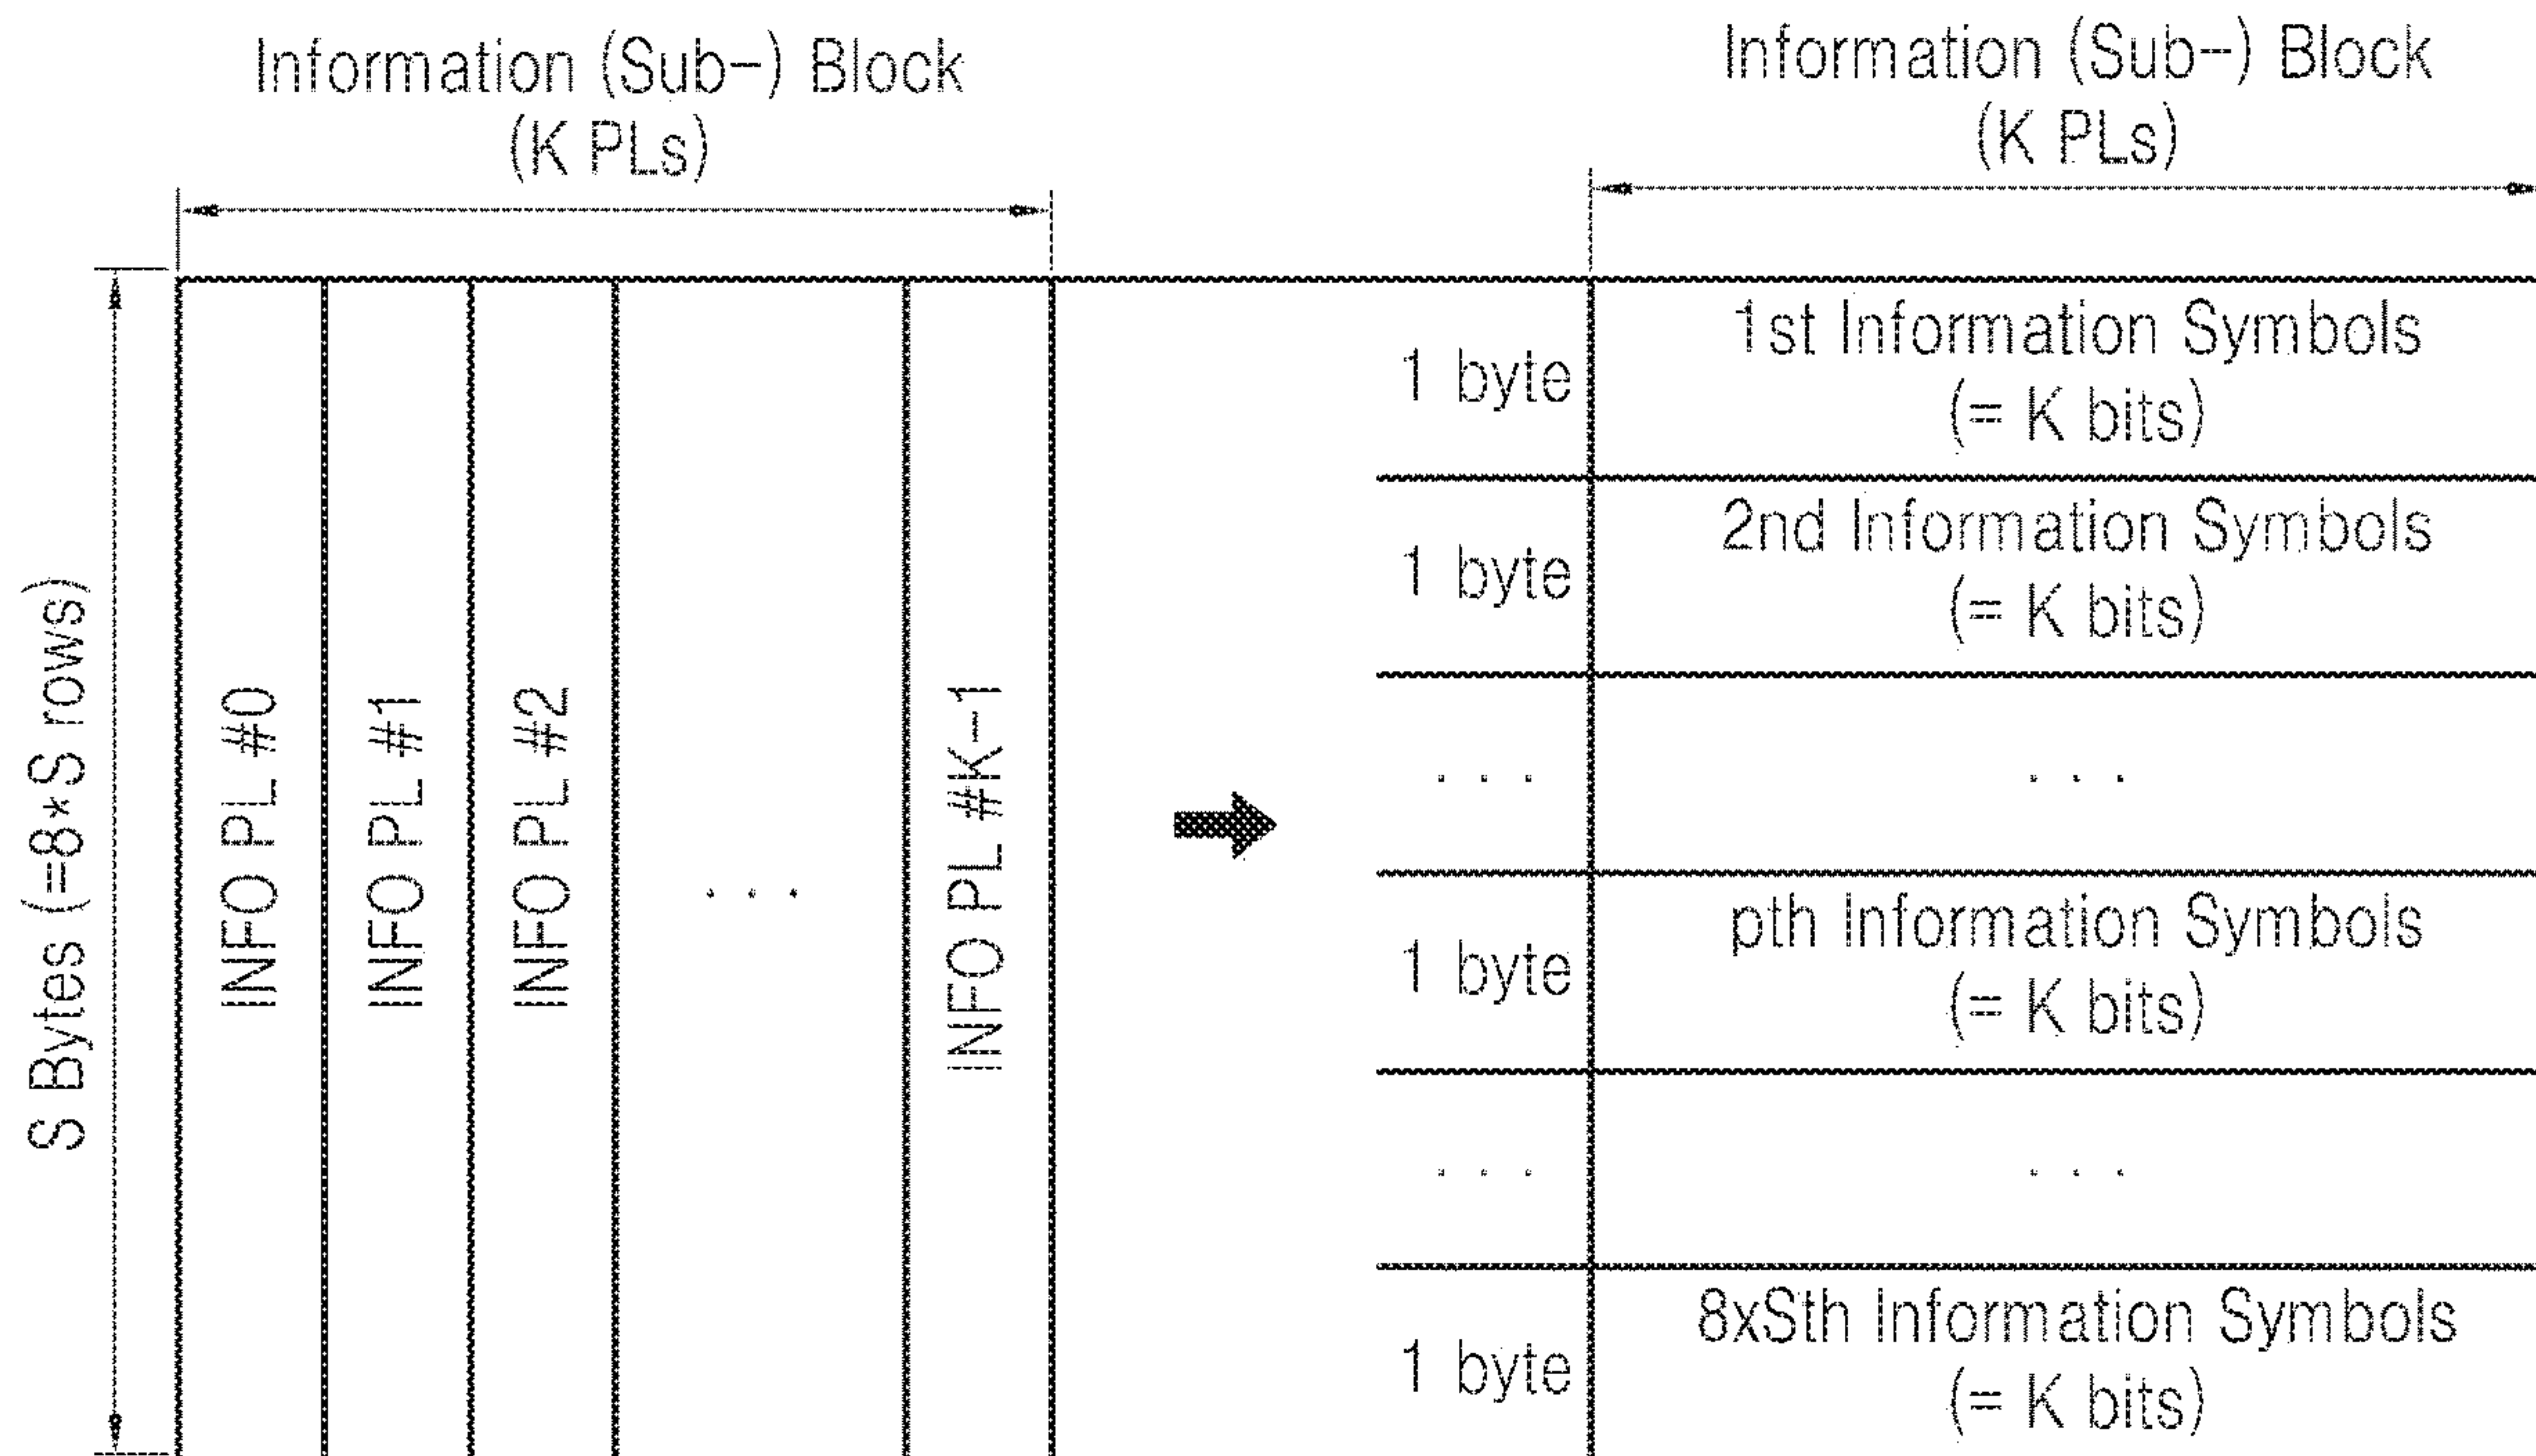 Information (Sub-) Block
(K PLs)
S Bytes (=8*S rows)
INFO PL #0
INFO PL #1
INFO PL #2
. . .
INFO PL #K-1
Information (Sub-) Block
(K PLs)
1 byte
1st Information Symbols
(= K bits)
1 byte
2nd Information Symbols
(= K bits)
. . .
. . .
1 byte
pth Information Symbols
(= K bits)
. . .
. . .
1 byte
8xSth Information Symbols
(= K bits)